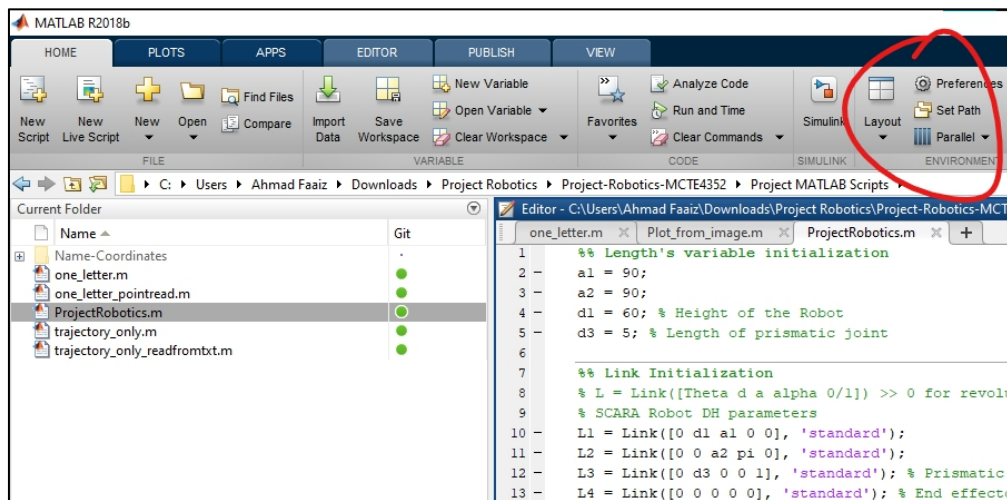 MATLAB R2018b
HOME PLOTS APPS EDITOR PUBLISH VIEW
New Script
New Live Script
New
Open
Find Files
Compare
FILE
Import Data
Save Workspace
New Variable
Open Variable
Clear Workspace
VARIABLE
Favorites
Analyze Code
Run and Time
Clear Commands
CODE
Simulink
SIMULINK
Layout
Preferences
Set Path
Parallel
ENVIRONMENT
C: Users Ahmad Faaiz Downloads Project Robotics Project-Robotics-MCTE4352 Project MATLAB Scripts
Current Folder
Name Git
Name-Coordinates
one_letter.m
one_letter_pointread.m
ProjectRobotics.m
trajectory_only.m
trajectory_only_readfromtxt.m
Editor - C:\Users\Ahmad Faaiz\Downloads\Project Robotics\Project-Robotics-MCT
one_letter.m Plot_from_image.m ProjectRobotics.m
1 %% Length's variable initialization
2 - a1 = 90;
3 - a2 = 90;
4 - d1 = 60; % Height of the Robot
5 - d3 = 5; % Length of prismatic joint
6
7 %% Link Initialization
8 % L = Link([Theta d a alpha 0/1]) >> 0 for revolu
9 % SCARA Robot DH parameters
10 - L1 = Link([0 d1 a1 0 0], 'standard');
11 - L2 = Link([0 0 a2 pi 0], 'standard');
12 - L3 = Link([0 d3 0 0 1], 'standard'); % Prismatic
13 - L4 = Link([0 0 0 0 0], 'standard'); % End effecto